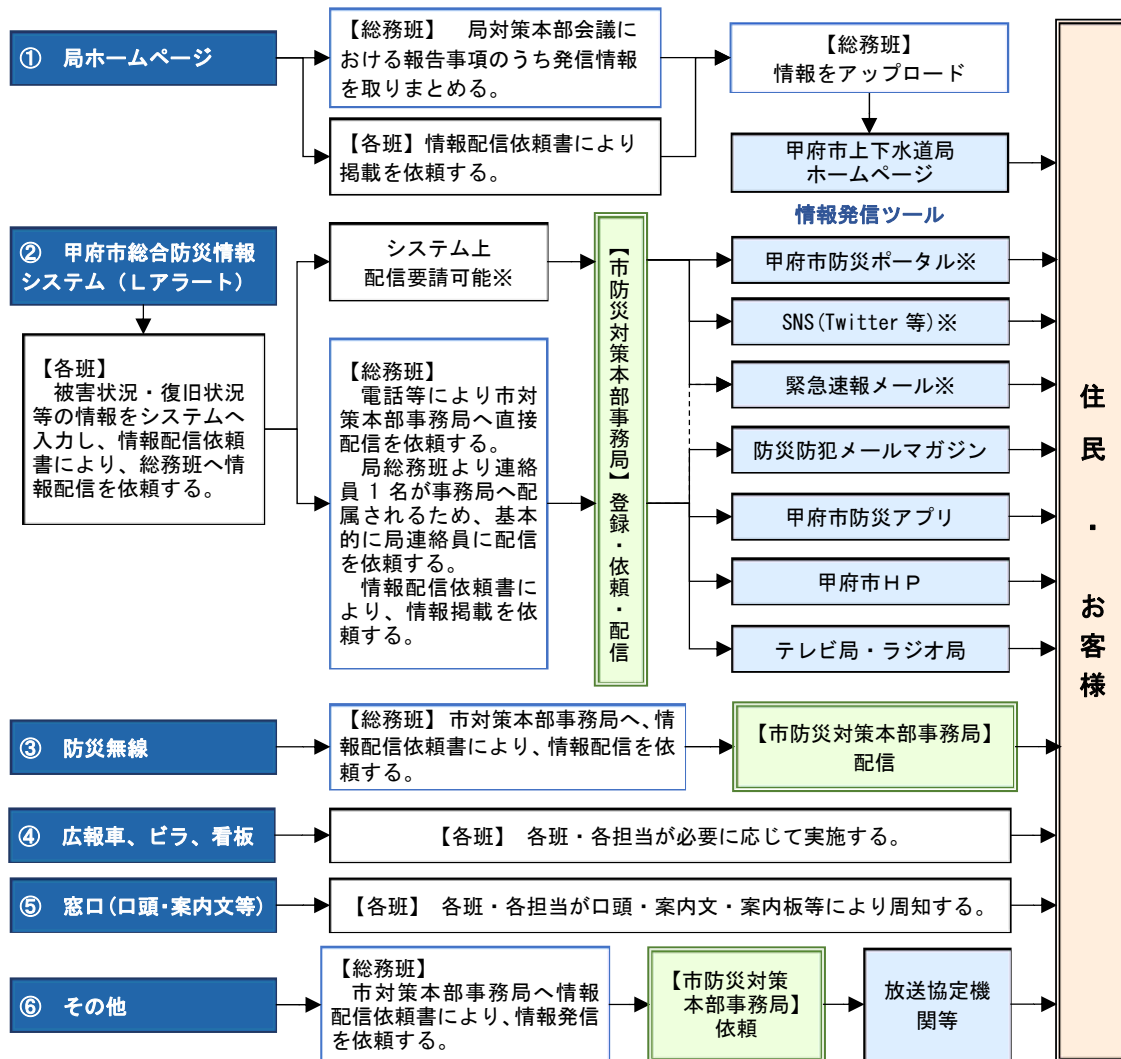 ① 局ホームページ
【総務班】 局対策本部会議に
おける報告事項のうち発信情報
を取りまとめる。
【各班】情報配信依頼書により
掲載を依頼する。
【総務班】
情報をアップロード
甲府市上下水道局
ホームページ
情報発信ツール
② 甲府市総合防災情報
システム（Ｌアラート）
【各班】
被害状況・復旧状況
等の情報をシステムへ
入力し、情報配信依頼
書により、総務班へ情
報配信を依頼する。
システム上
配信要請可能※
【総務班】
電話等により市対
策本部事務局へ直接
配信を依頼する。
局総務班より連絡
員 1 名が事務局へ配
属されるため、基本
的に局連絡員に配信
を依頼する。
情報配信依頼書に
より、情報掲載を依
頼する。
【市防災対策本部事務局】登録・依頼・配信
甲府市防災ポータル※
SNS(Twitter 等)※
緊急速報メール※
防災防犯メールマガジン
甲府市防災アプリ
甲府市ＨＰ
テレビ局・ラジオ局
住民・お客様
③ 防災無線
【総務班】市対策本部事務局へ、情
報配信依頼書により、情報配信を依
頼する。
【市防災対策本部事務局】
配信
④ 広報車、ビラ、看板
【各班】 各班・各担当が必要に応じて実施する。
⑤ 窓口(口頭・案内文等)
【各班】 各班・各担当が口頭・案内文・案内板等により周知する。
⑥ その他
【総務班】
市対策本部事務局へ情報
配信依頼書により、情報発信
を依頼する。
【市防災対策
本部事務局】
依頼
放送協定機
関等